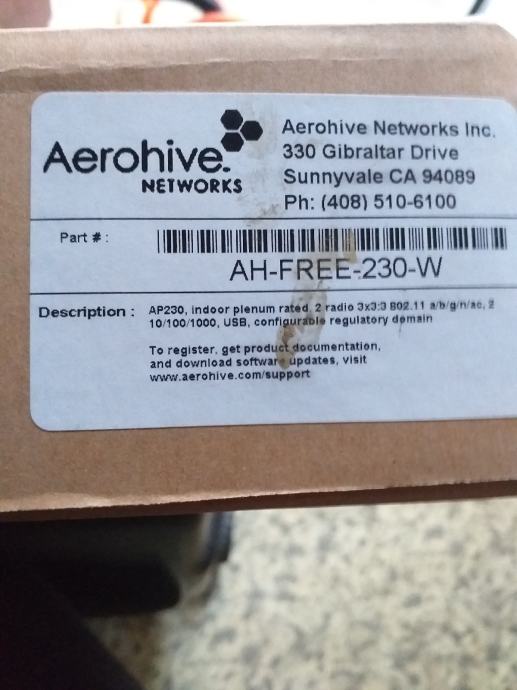 Aerohive
NETWORKS
Aerohive Networks Inc.
330 Gibraltar Drive
Sunnyvale CA 94089
Ph: (408) 510-6100
Part # :
AH-FREE-230-W
Description : AP230, indoor plenum rated, 2 radio 3x3:3 802.11 a/b/g/n/ac, 2
10/100/1000, USB, configurable regulatory domain
To register, get product documentation,
and download software updates, visit
www.aerohive.com/support